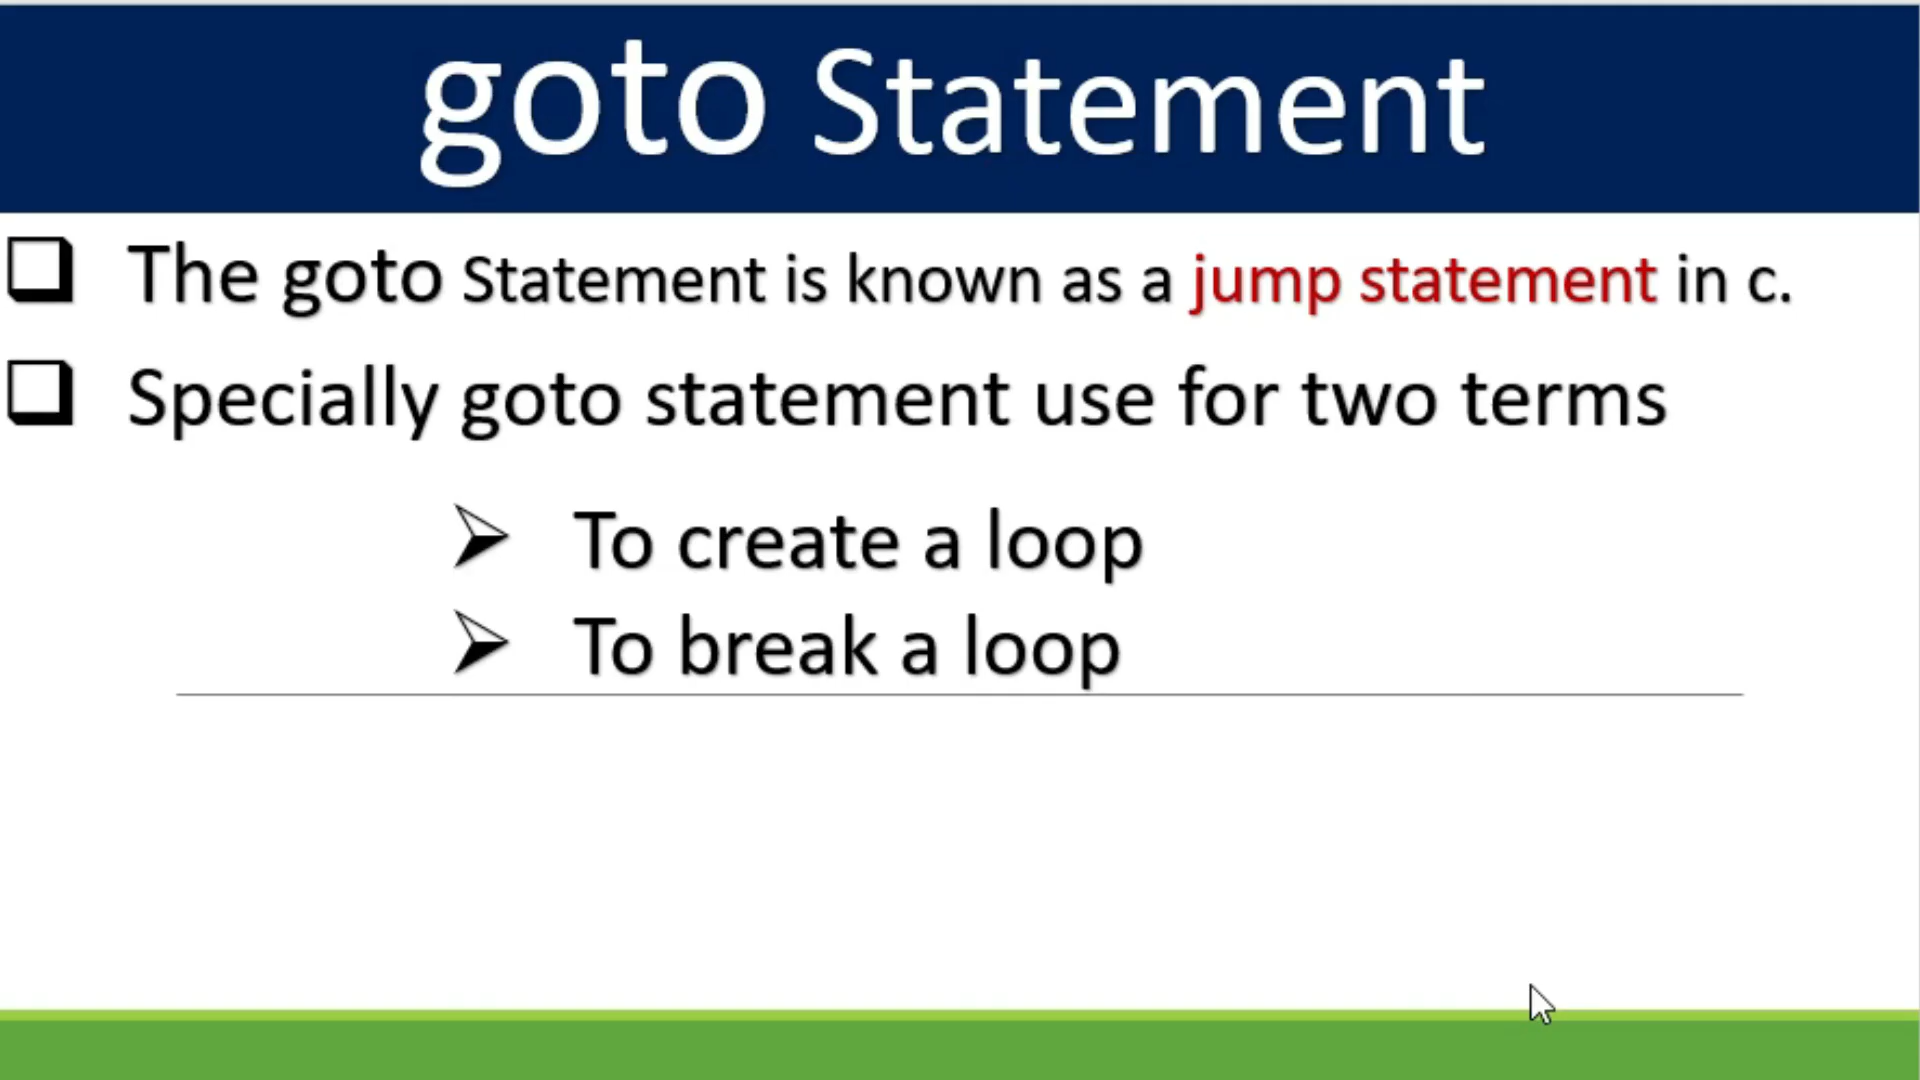 goto Statement
The goto Statement is known as a jump statement in c.
Specially goto statement use for two terms
To create a loop
To break a loop